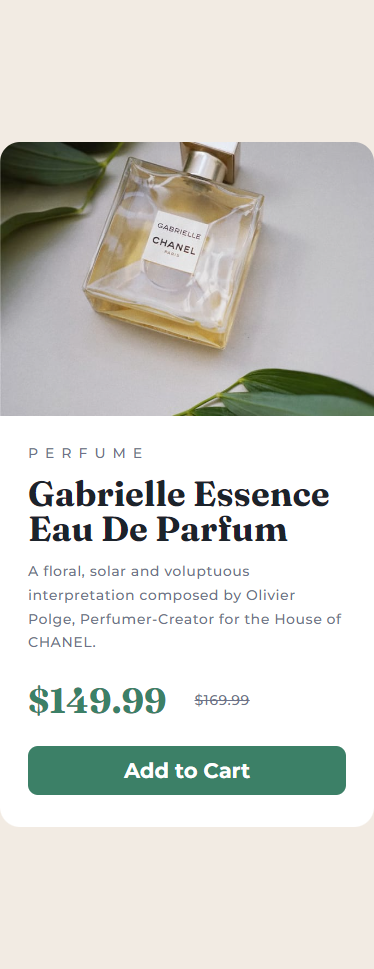 GABRIELLE
CHANEL
PARIS
PERFUME
Gabrielle Essence
Eau De Parfum
A floral, solar and voluptuous
interpretation composed by Olivier
Polge, Perfumer-Creator for the House of
CHANEL.
$149.99 $169.99
Add to Cart